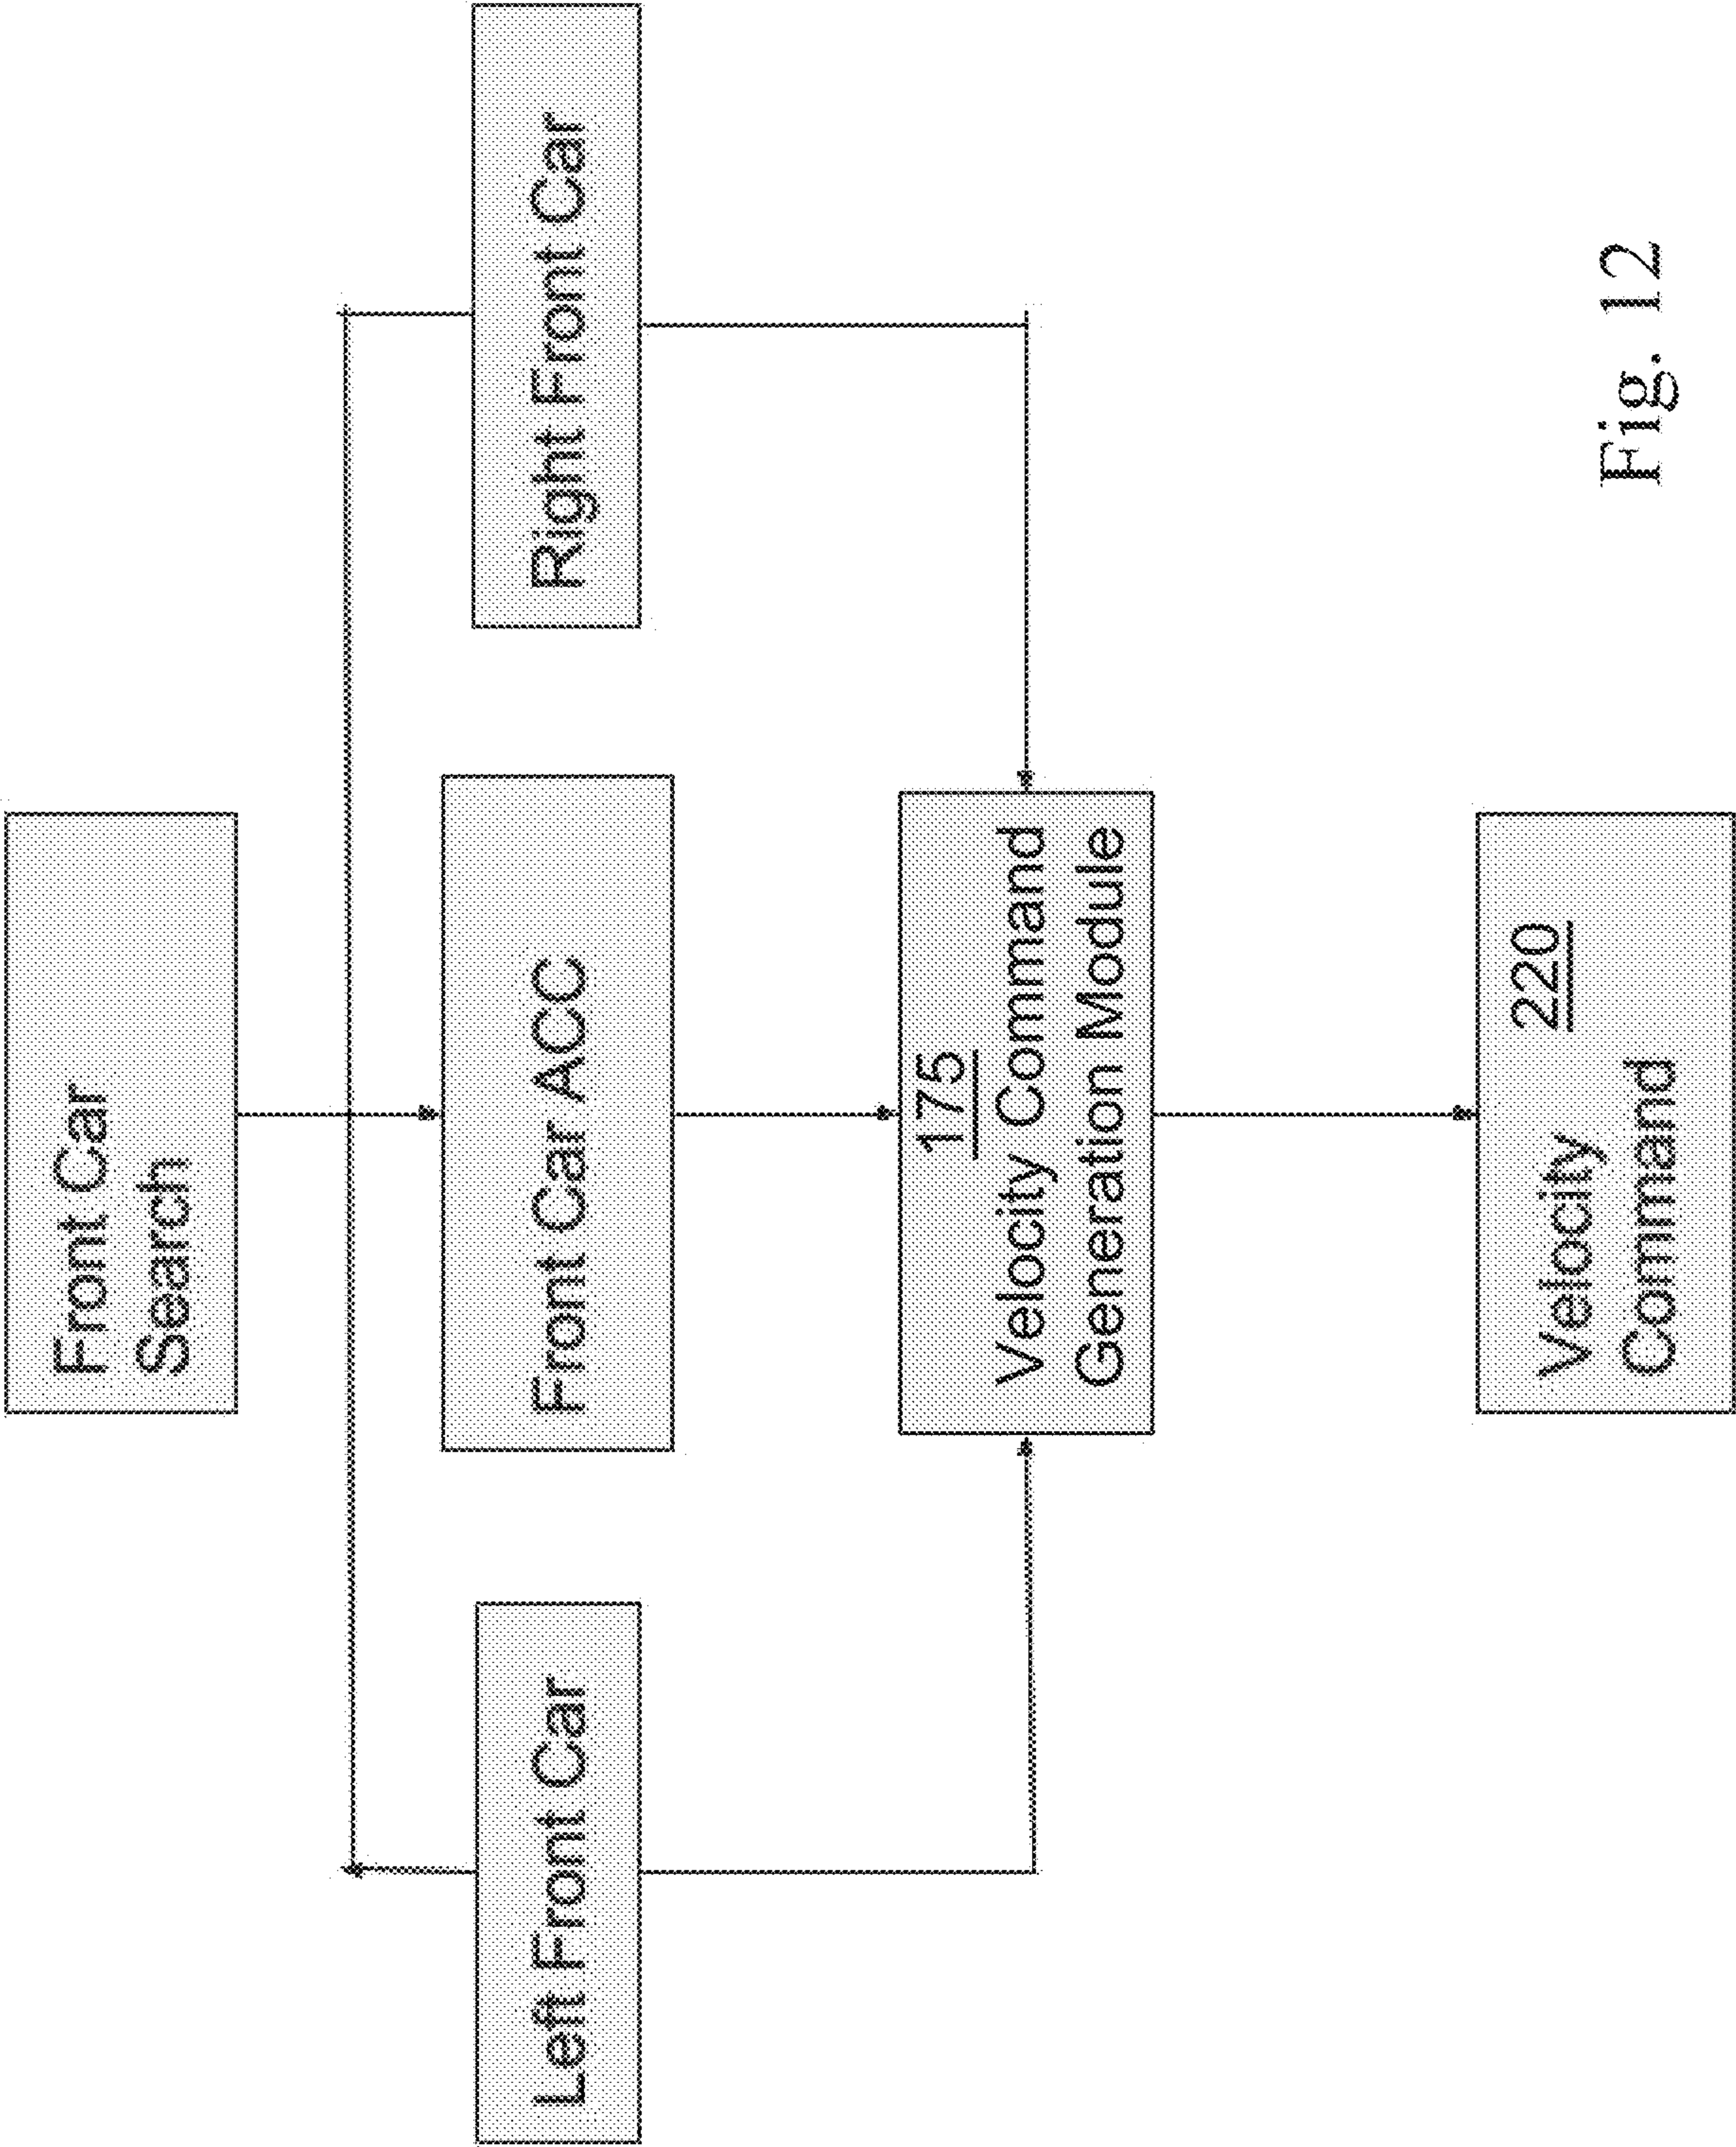 Front Car
Search
Left Front Car
Front Car ACC
Right Front Car
175
Velocity Command
Generation Module
220
Velocity
Command
Fig. 12